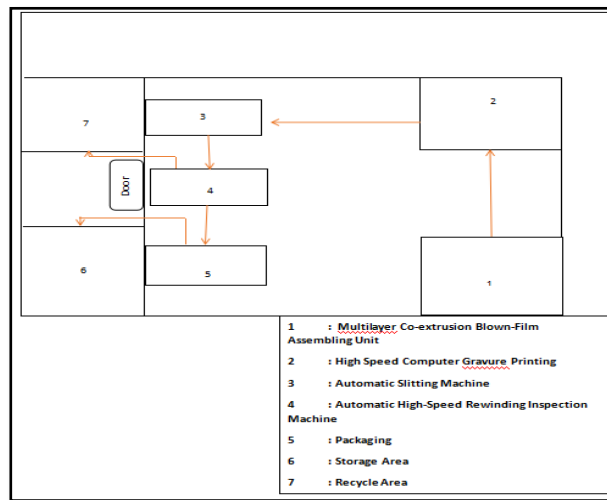 2
3
7
Door
4
6
5
1
1 : Multilayer Co-extrusion Blown-Film
Assembling Unit
2 : High Speed Computer Gravure Printing
3 : Automatic Slitting Machine
4 : Automatic High-Speed Rewinding Inspection
Machine
5 : Packaging
6 : Storage Area
7 : Recycle Area